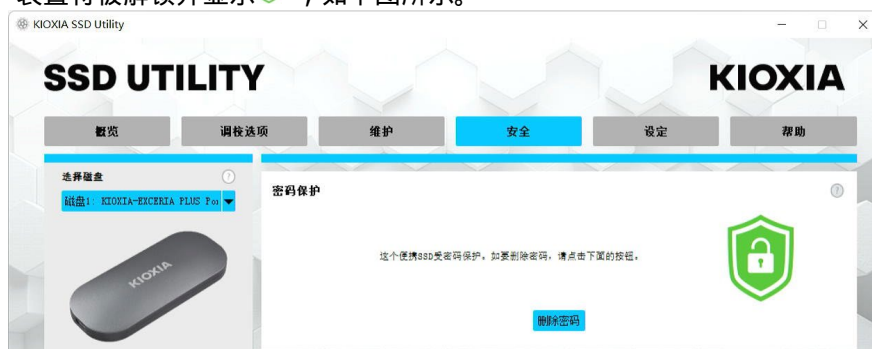 装置将被解锁并显示 ，如下图所示。
KIOXIA SSD Utility
SSD UTILITY
KIOXIA
概览 调校选项 维护 安全 设定 帮助
选择磁盘
磁盘1: KIOXIA-EXCERIA PLUS Po
密码保护
这个便携SSD受密码保护。如要删除密码，请点击下面的按钮。
KIOXIA
删除密码